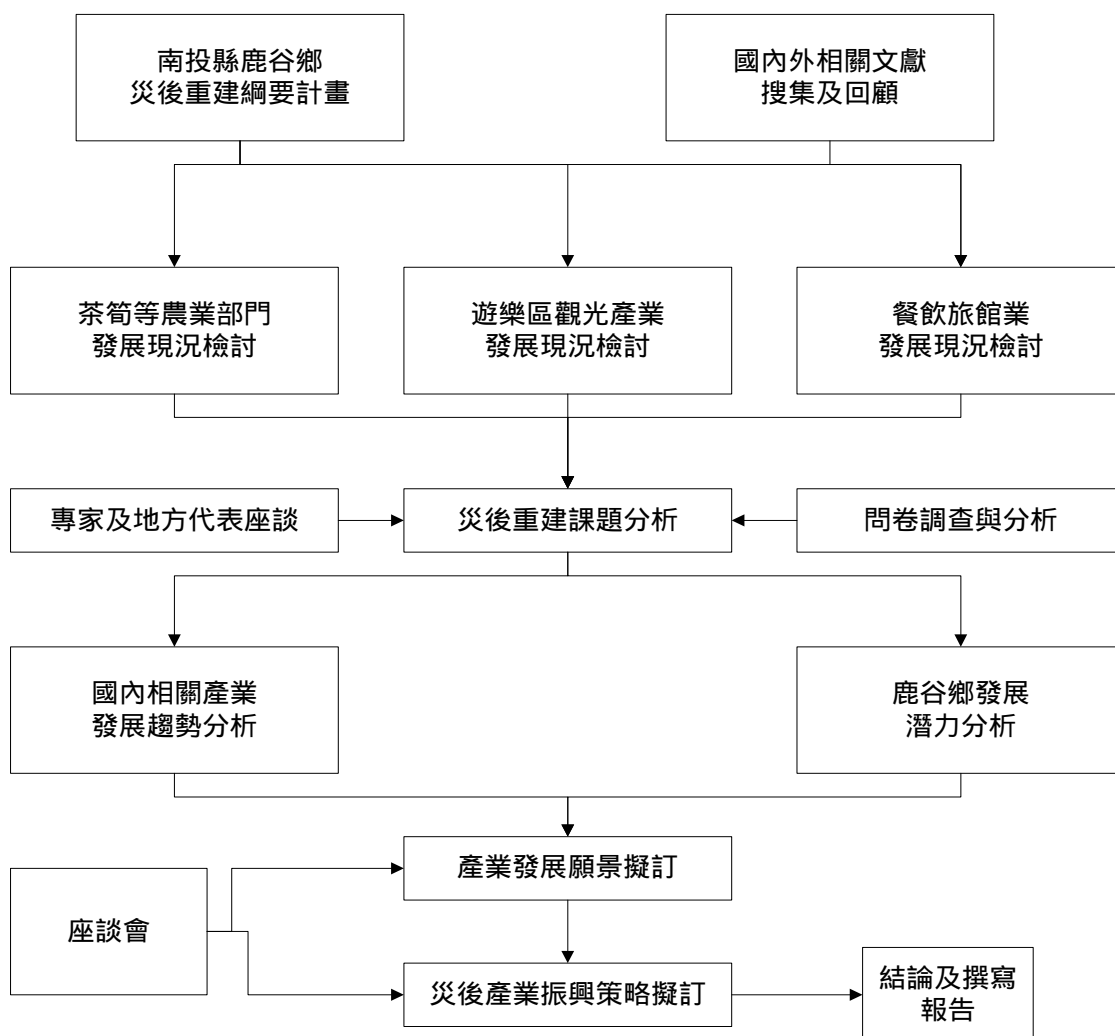 南投縣鹿谷鄉
災後重建綱要計畫
國內外相關文獻
搜集及回顧
茶筍等農業部門
發展現況檢討
遊樂區觀光產業
發展現況檢討
餐飲旅館業
發展現況檢討
專家及地方代表座談
災後重建課題分析
問卷調查與分析
國內相關產業
發展趨勢分析
鹿谷鄉發展
潛力分析
產業發展願景擬訂
座談會
災後產業振興策略擬訂
結論及撰寫
報告